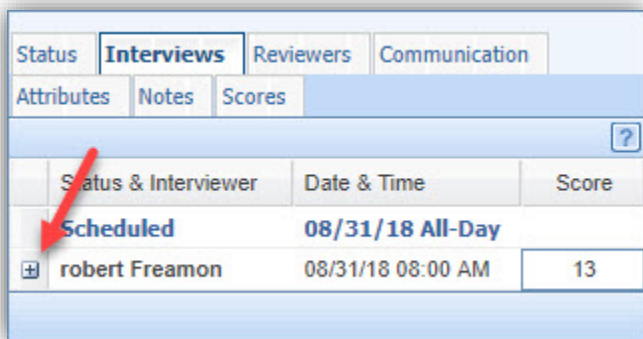 Status Interviews Reviewers Communication
Attributes Notes Scores
?
Status & Interviewer Date & Time Score
Scheduled 08/31/18 All-Day
robert Freamon 08/31/18 08:00 AM 13